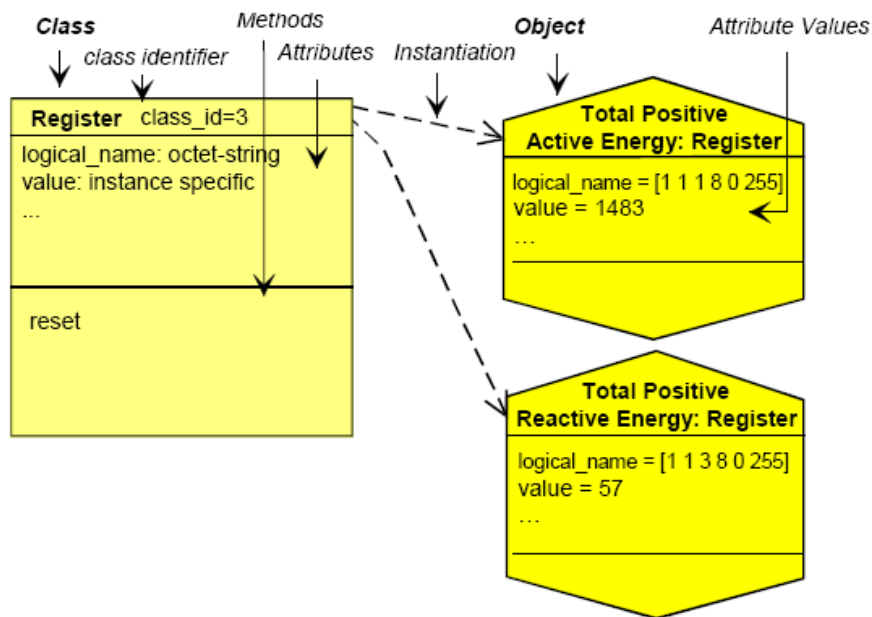 Class
class identifier
Methods
Attributes
Instantiation
Object
Attribute Values
Register class_id=3
logical_name: octet-string
value: instance specific
...
reset
Total Positive
Active Energy: Register
logical_name = [1 1 1 8 0 255]
value = 1483
...
Total Positive
Reactive Energy: Register
logical_name = [1 1 3 8 0 255]
value = 57
...